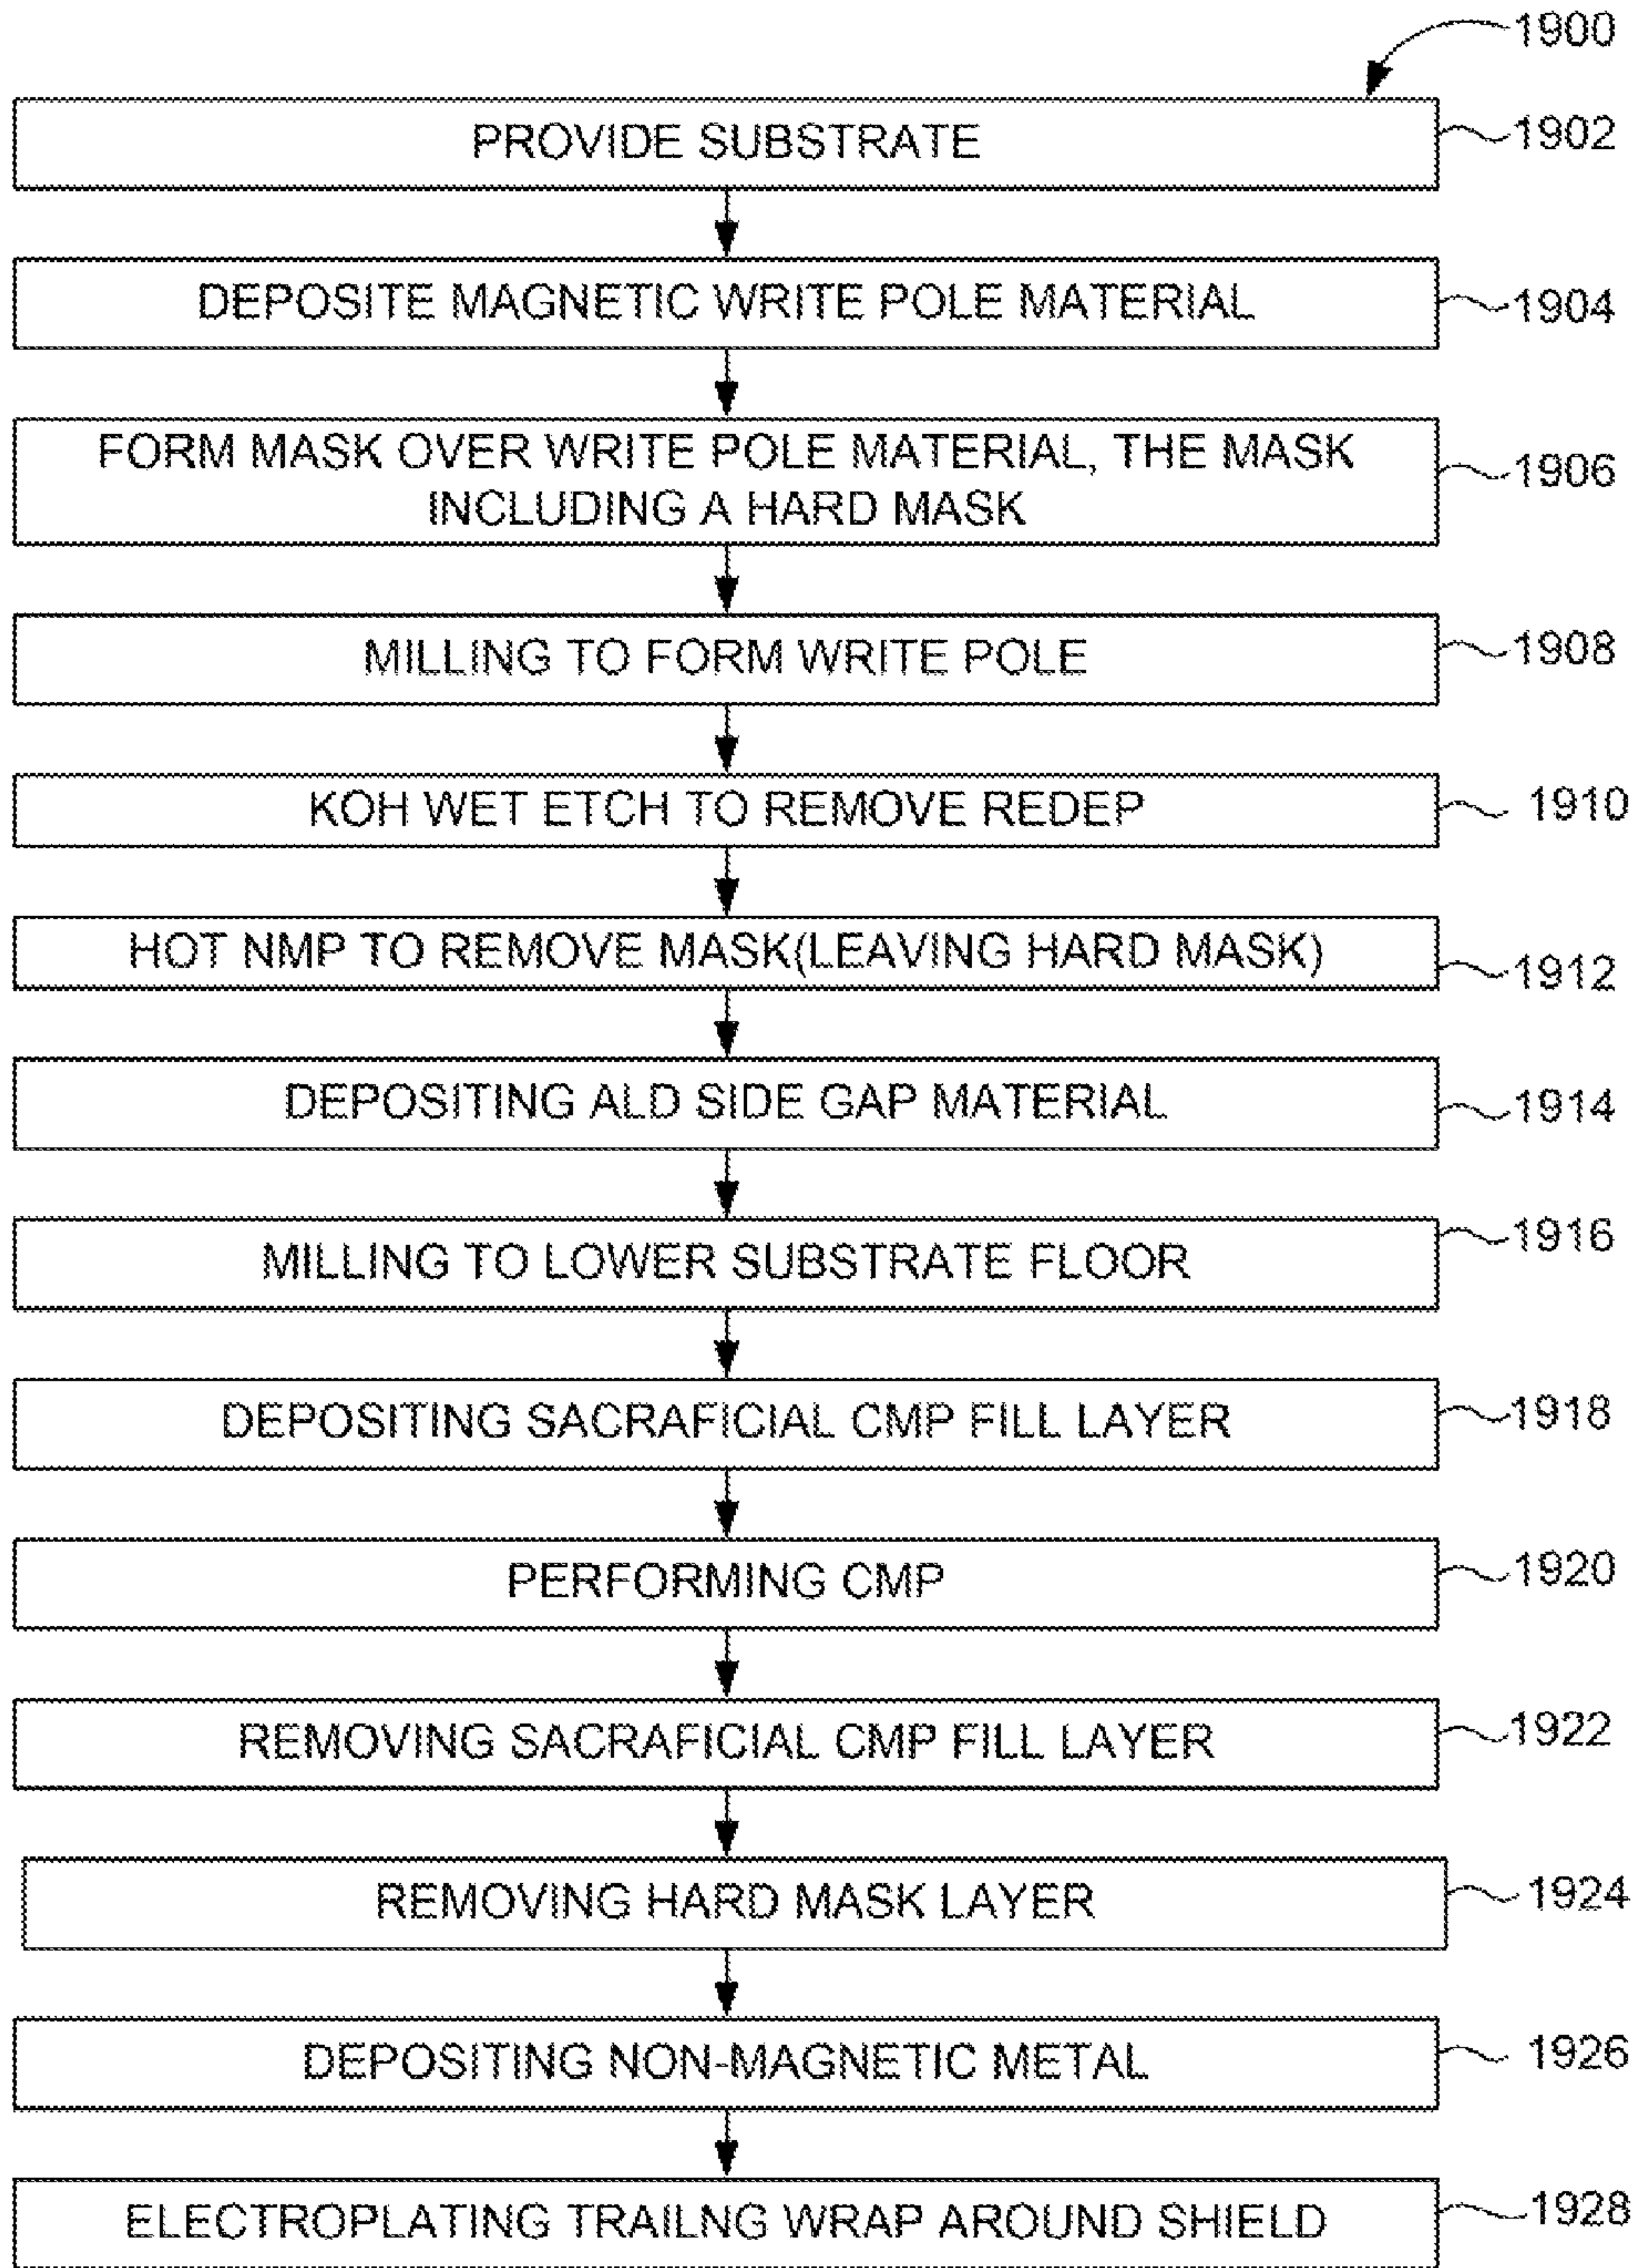 1900
PROVIDE SUBSTRATE 1902
DEPOSITE MAGNETIC WRITE POLE MATERIAL 1904
FORM MASK OVER WRITE POLE MATERIAL, THE MASK
INCLUDING A HARD MASK 1906
MILLING TO FORM WRITE POLE 1908
KOH WET ETCH TO REMOVE REDEP 1910
HOT NMP TO REMOVE MASK(LEAVING HARD MASK) 1912
DEPOSITING ALD SIDE GAP MATERIAL 1914
MILLING TO LOWER SUBSTRATE FLOOR 1916
DEPOSITING SACRAFICIAL CMP FILL LAYER 1918
PERFORMING CMP 1920
REMOVING SACRAFICIAL CMP FILL LAYER 1922
REMOVING HARD MASK LAYER 1924
DEPOSITING NON-MAGNETIC METAL 1926
ELECTROPLATING TRAILNG WRAP AROUND SHIELD 1928